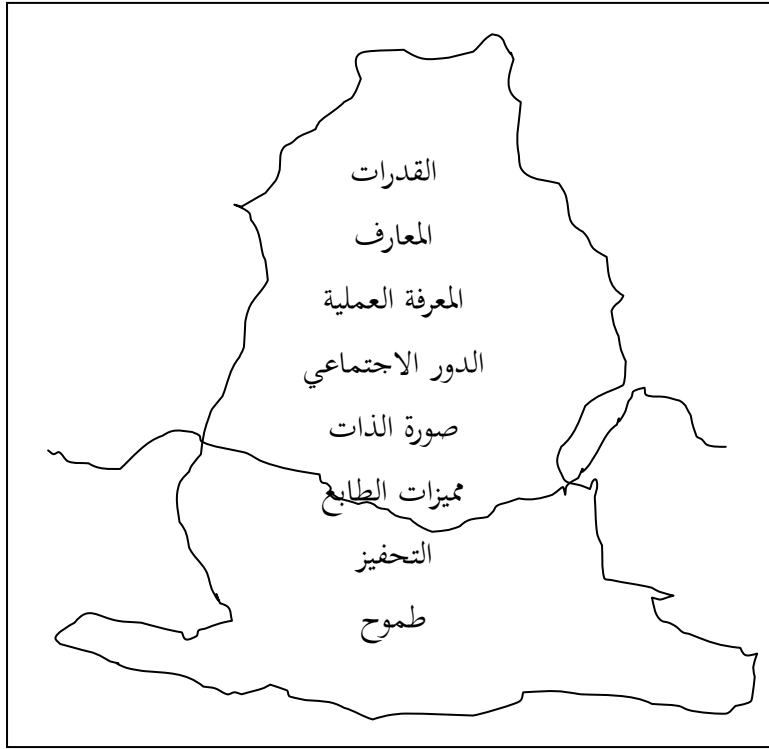 القدرات
المعارف
المعرفة العملية
الدور الاجتماعي
صورة الذات
مميزات الطابع
التحفيز
طموح